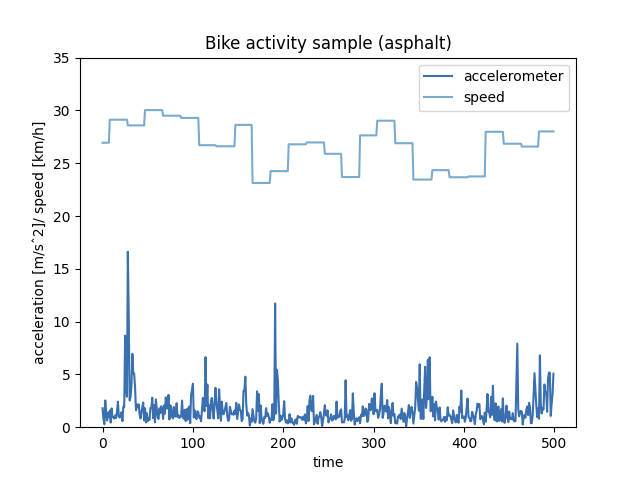 Bike activity sample (asphalt)
accelerometer
speed
acceleration [m/sˆ2]/ speed [km/h]
35
30
25
20
15
10
5
0
0 100 200 300 400 500
time